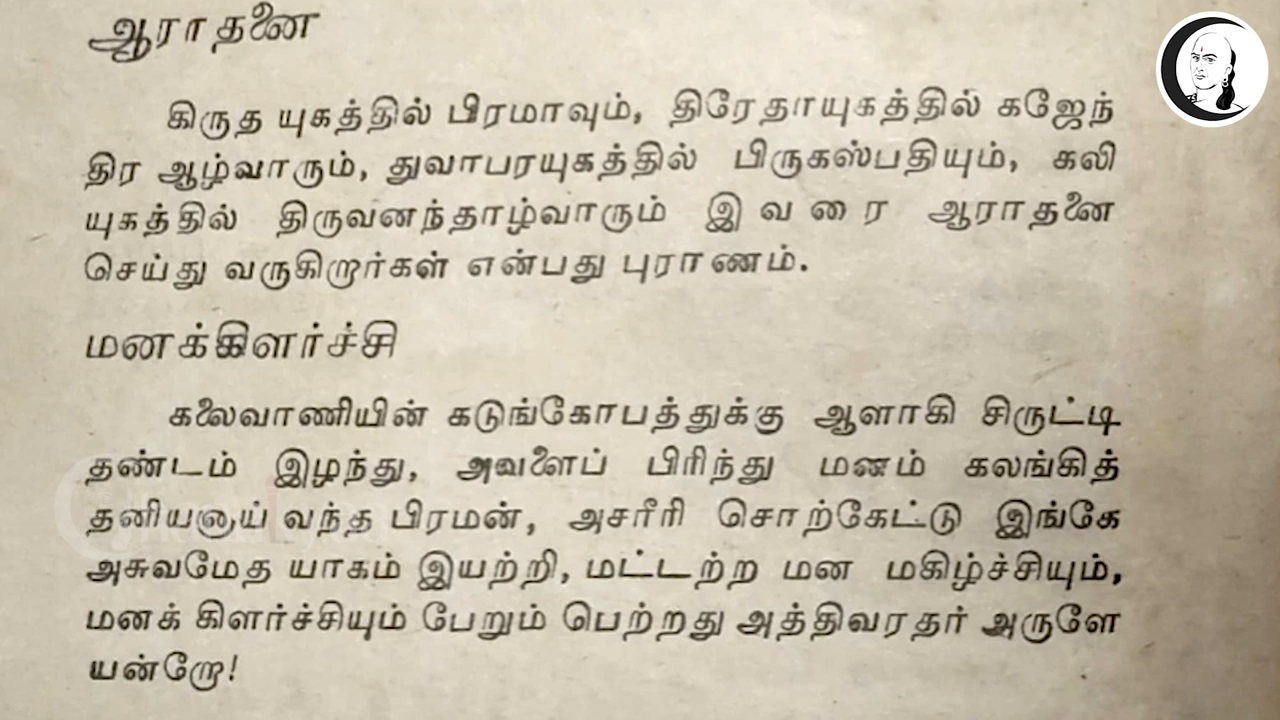 ஆராதனை
கிருத யுகத்தில் பிரமாவும், திரேதாயுகத்தில் கஜேந்
திர ஆழ்வாரும், துவாபரயுகத்தில் பிருகஸ்பதியும், கலி
யுகத்தில் திருவனந்தாழ்வாரும் இவரை ஆராதனை
செய்து வருகிறார்கள் என்பது புராணம்.
மனக்கிளர்ச்சி
கலைவாணியின் கடுங்கோபத்துக்கு ஆளாகி சிருட்டி
தண்டம் இழந்து, அவளைப் பிரிந்து மனம் கலங்கித்
தனியனாய் வந்த பிரமன், அசரீரி சொற்கேட்டு இங்கே
அசுவமேத யாகம் இயற்றி, மட்டற்ற மன மகிழ்ச்சியும்,
மனக் கிளர்ச்சியும் பேறும் பெற்றது அத்திவரதர் அருளே
யன்றோ!